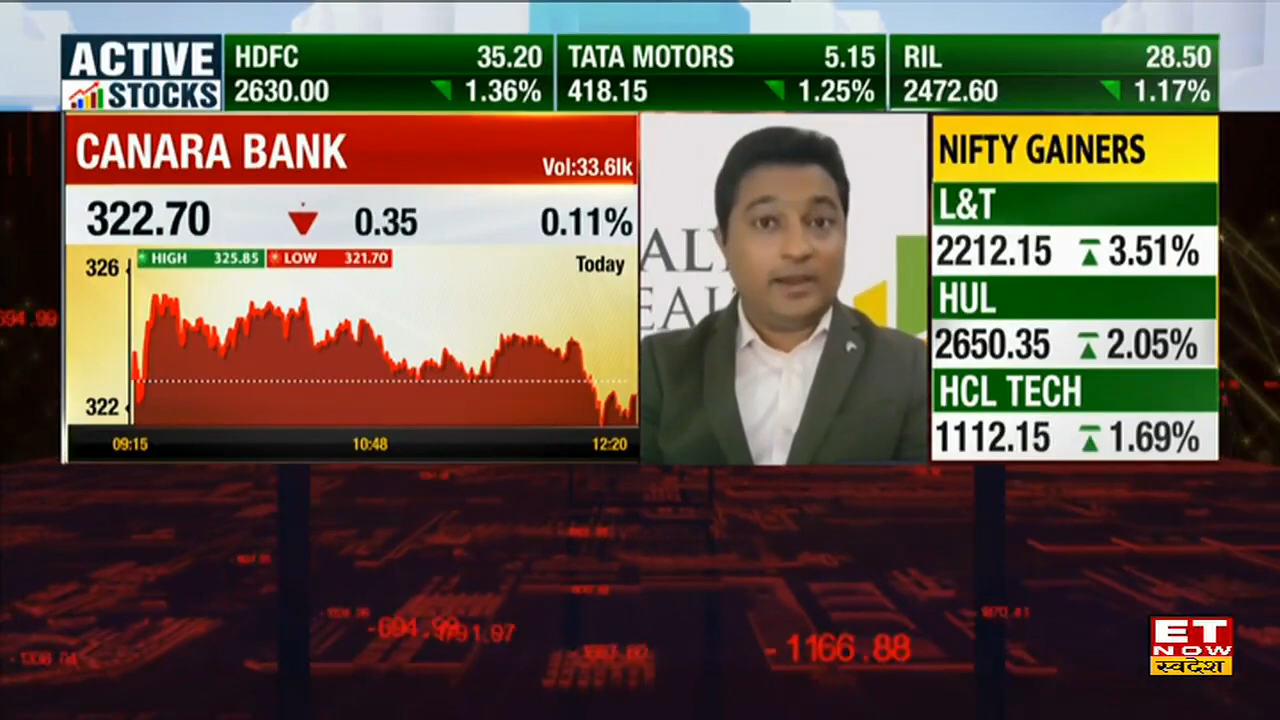 ACTIVE
STOCKS
HDFC 35.20
2630.00 1.36%
TATA MOTORS 5.15
418.15 1.25%
RIL 28.50
2472.60 1.17%
CANARA BANK
Vol:33.6lk
322.70 0.35 0.11%
HIGH 325.85 LOW 321.70
Today
326
322
09:15 10:48 12:20
NIFTY GAINERS
L&T
2212.15 3.51%
HUL
2650.35 2.05%
HCL TECH
1112.15 1.69%
-1166.88
ET
NOW
स्वदेश